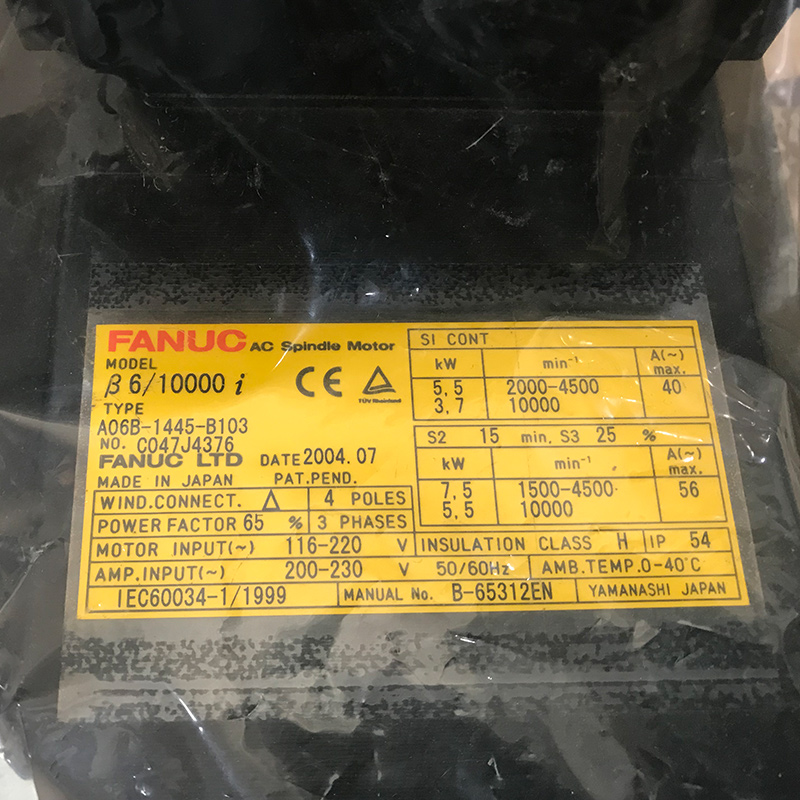 FANUC AC Spindle Motor
MODEL
β 6/10000 i
CE
TÜV Rheinland
TYPE
A06B-1445-B103
NO. C047J4376
FANUC LTD DATE 2004.07
MADE IN JAPAN PAT.PEND.
WIND.CONNECT. Δ 4 POLES
POWER FACTOR 65 % 3 PHASES
S1 CONT
kW min⁻¹ A(~) max.
5.5 2000-4500 40
3.7 10000
S2 15 min. S3 25 %
kW min⁻¹ A(~) max.
7.5 1500-4500 56
5.5 10000
MOTOR INPUT(~) 116-220 V INSULATION CLASS H IP 54
AMP.INPUT(~) 200-230 V 50/60Hz AMB.TEMP.0-40°C
IEC60034-1/1999 MANUAL No. B-65312EN YAMANASHI JAPAN